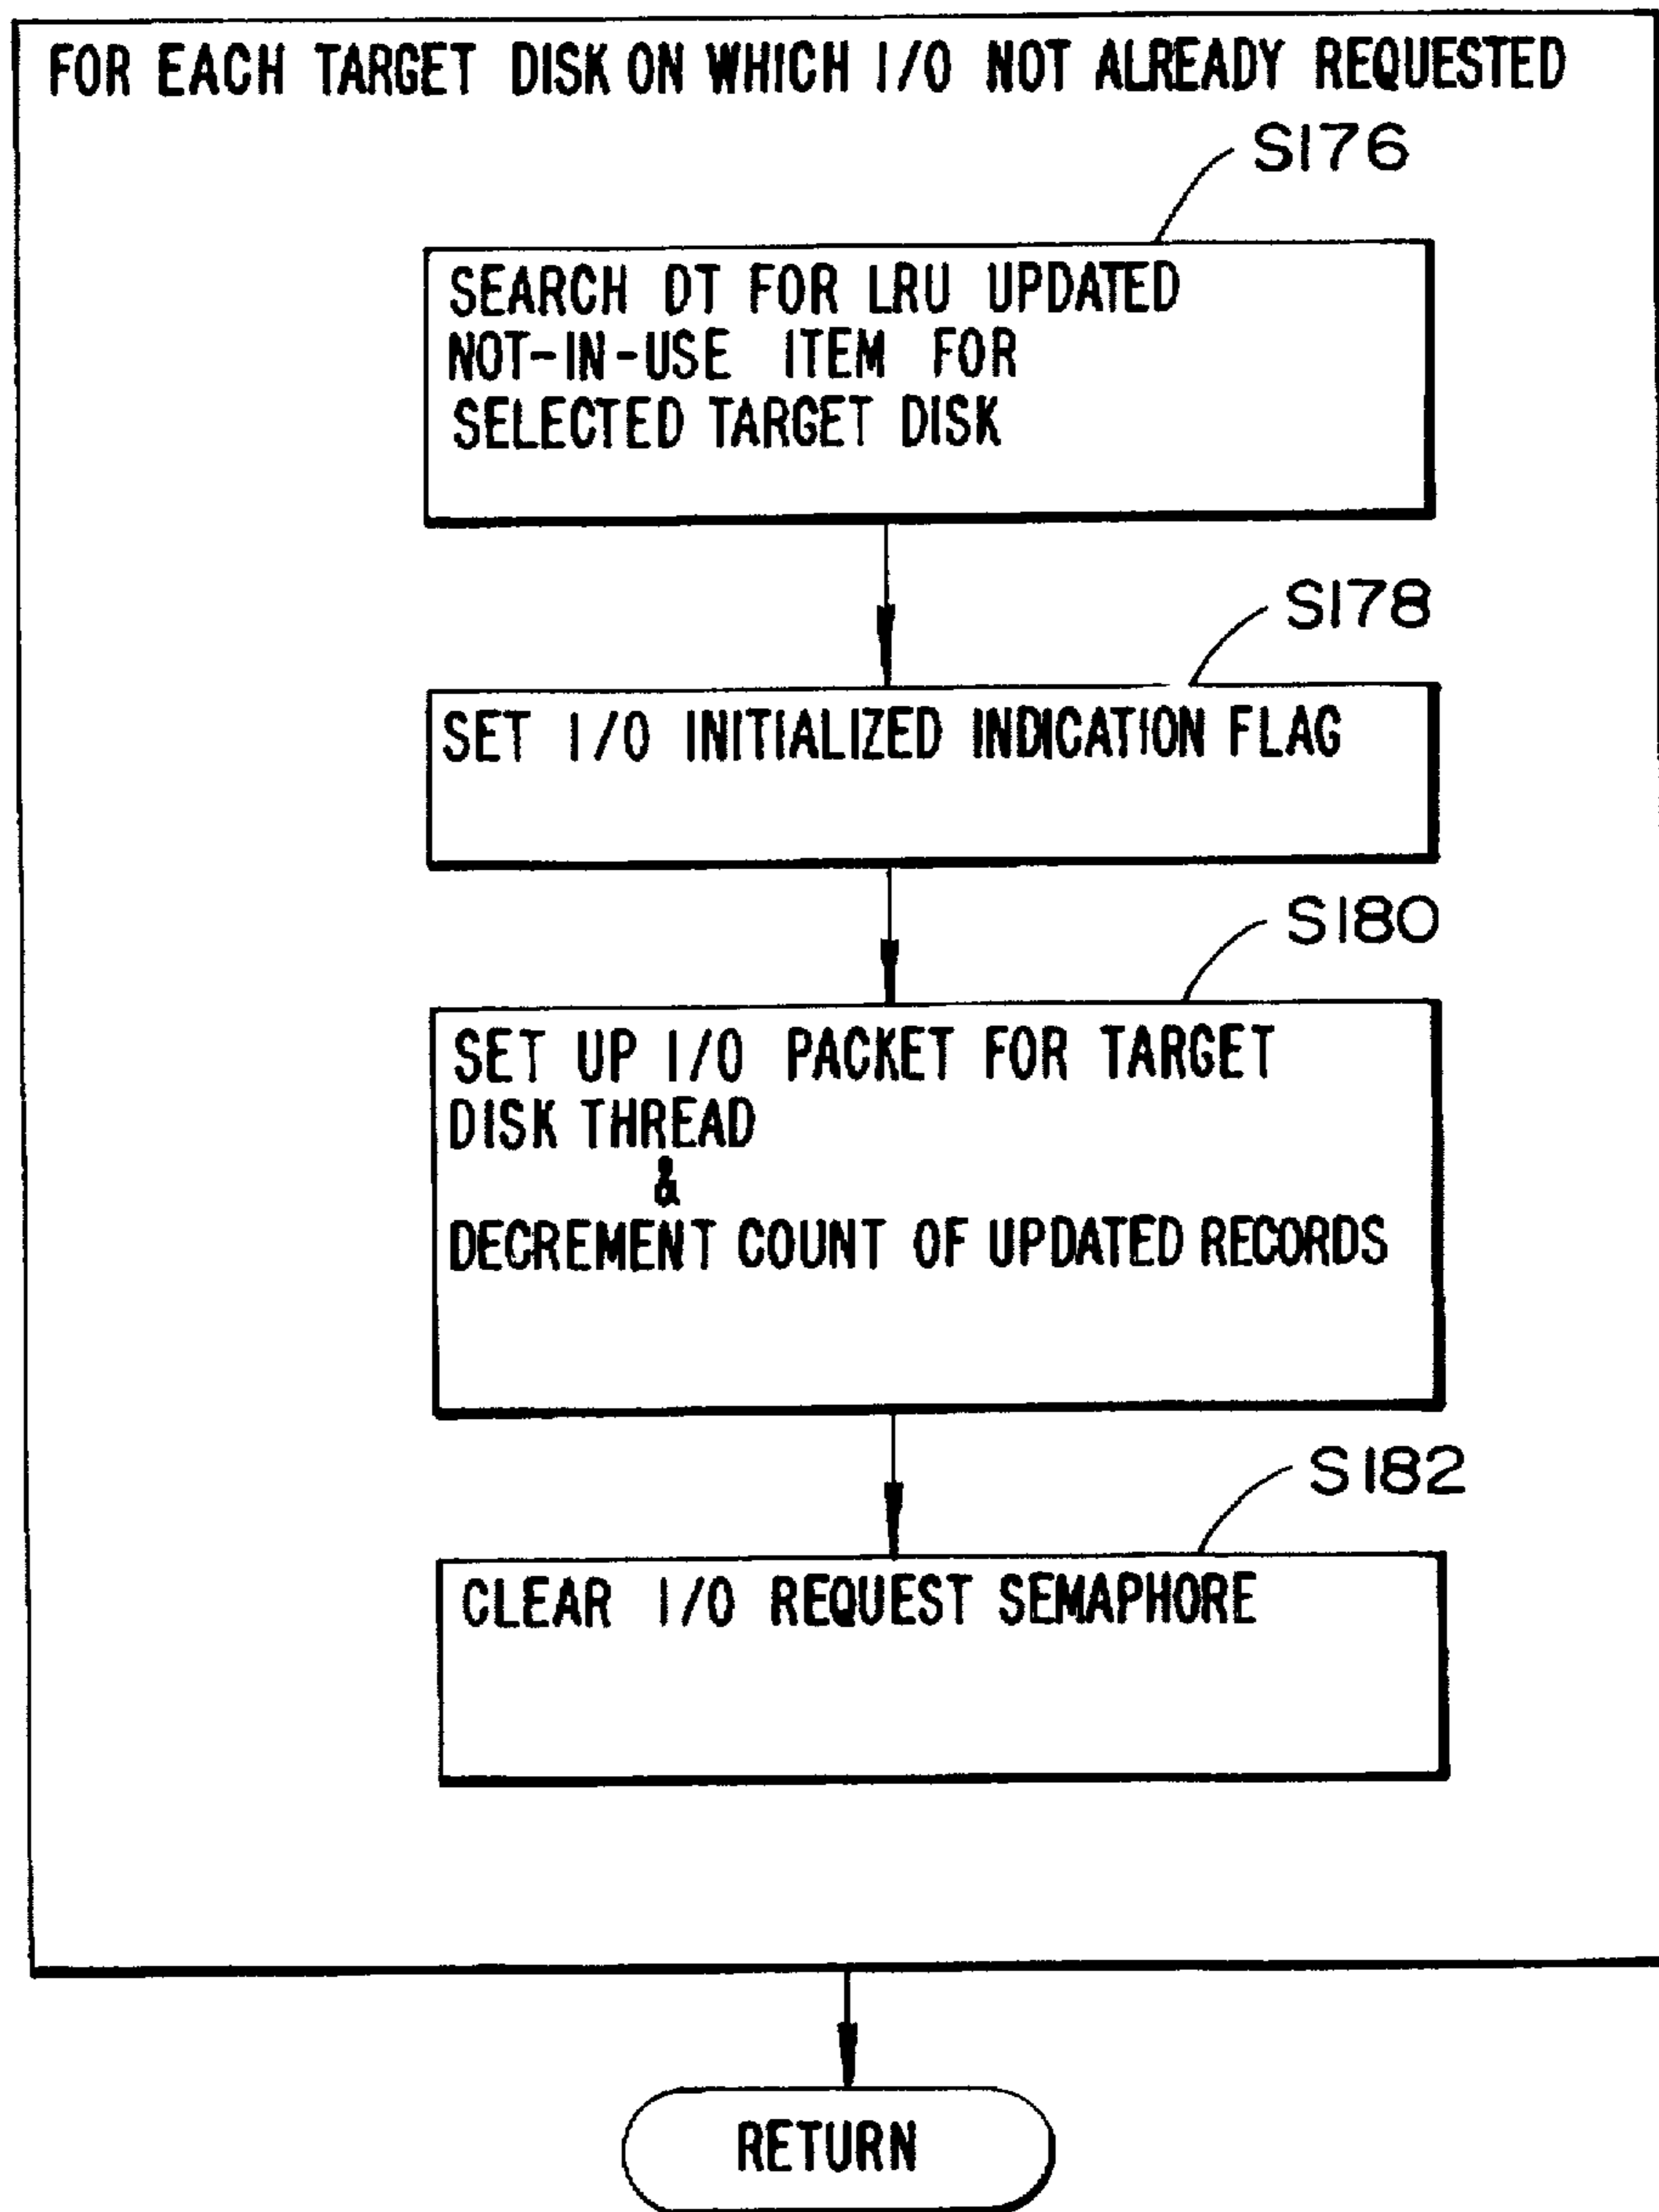 FOR EACH TARGET DISK ON WHICH I/O NOT ALREADY REQUESTED
S176
SEARCH DT FOR LRU UPDATED
NOT-IN-USE ITEM FOR
SELECTED TARGET DISK
S178
SET I/O INITIALIZED INDICATION FLAG
S180
SET UP I/O PACKET FOR TARGET
DISK THREAD
&
DECREMENT COUNT OF UPDATED RECORDS
S182
CLEAR I/O REQUEST SEMAPHORE
RETURN